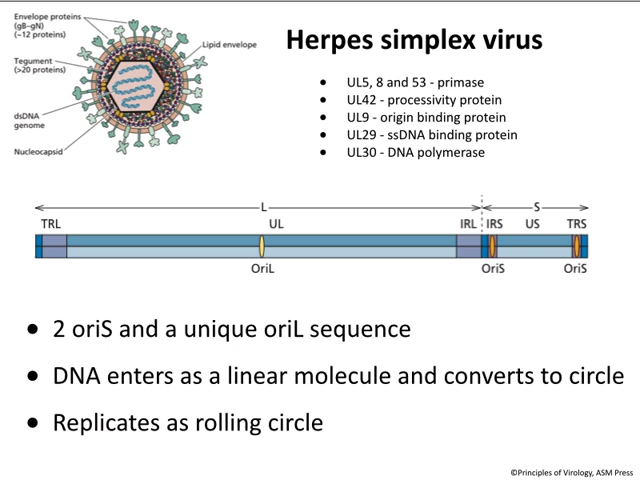 Envelope proteins
(gB–gN)
(~12 proteins)
Lipid envelope
Tegument
(>20 proteins)
dsDNA
genome
Nucleocapsid
Herpes simplex virus
• UL5, 8 and 53 - primase
• UL42 - processivity protein
• UL9 - origin binding protein
• UL29 - ssDNA binding protein
• UL30 - DNA polymerase
L S
TRL UL IRL IRS US TRS
OriL OriS OriS
• 2 oriS and a unique oriL sequence
• DNA enters as a linear molecule and converts to circle
• Replicates as rolling circle
©Principles of Virology, ASM Press